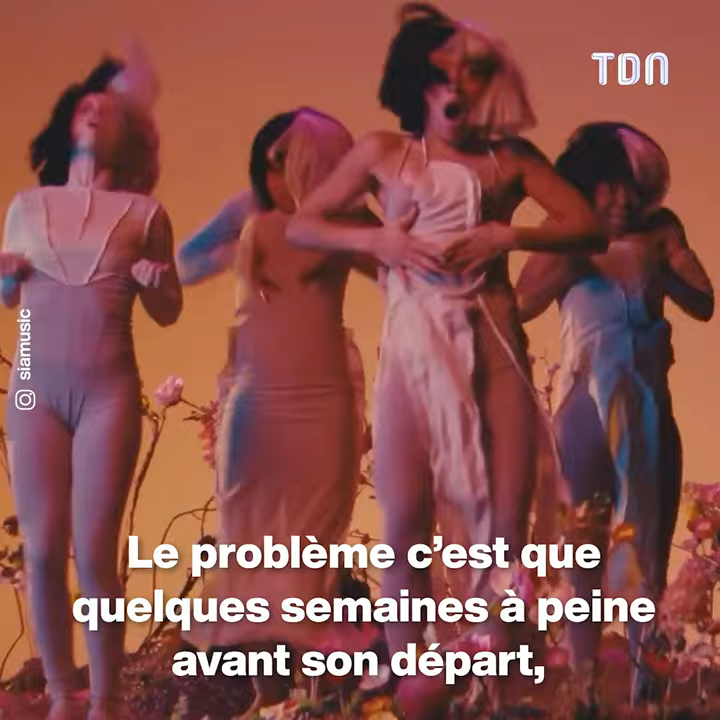 TDN
siamusic
Le problème c’est que
quelques semaines à peine
avant son départ,